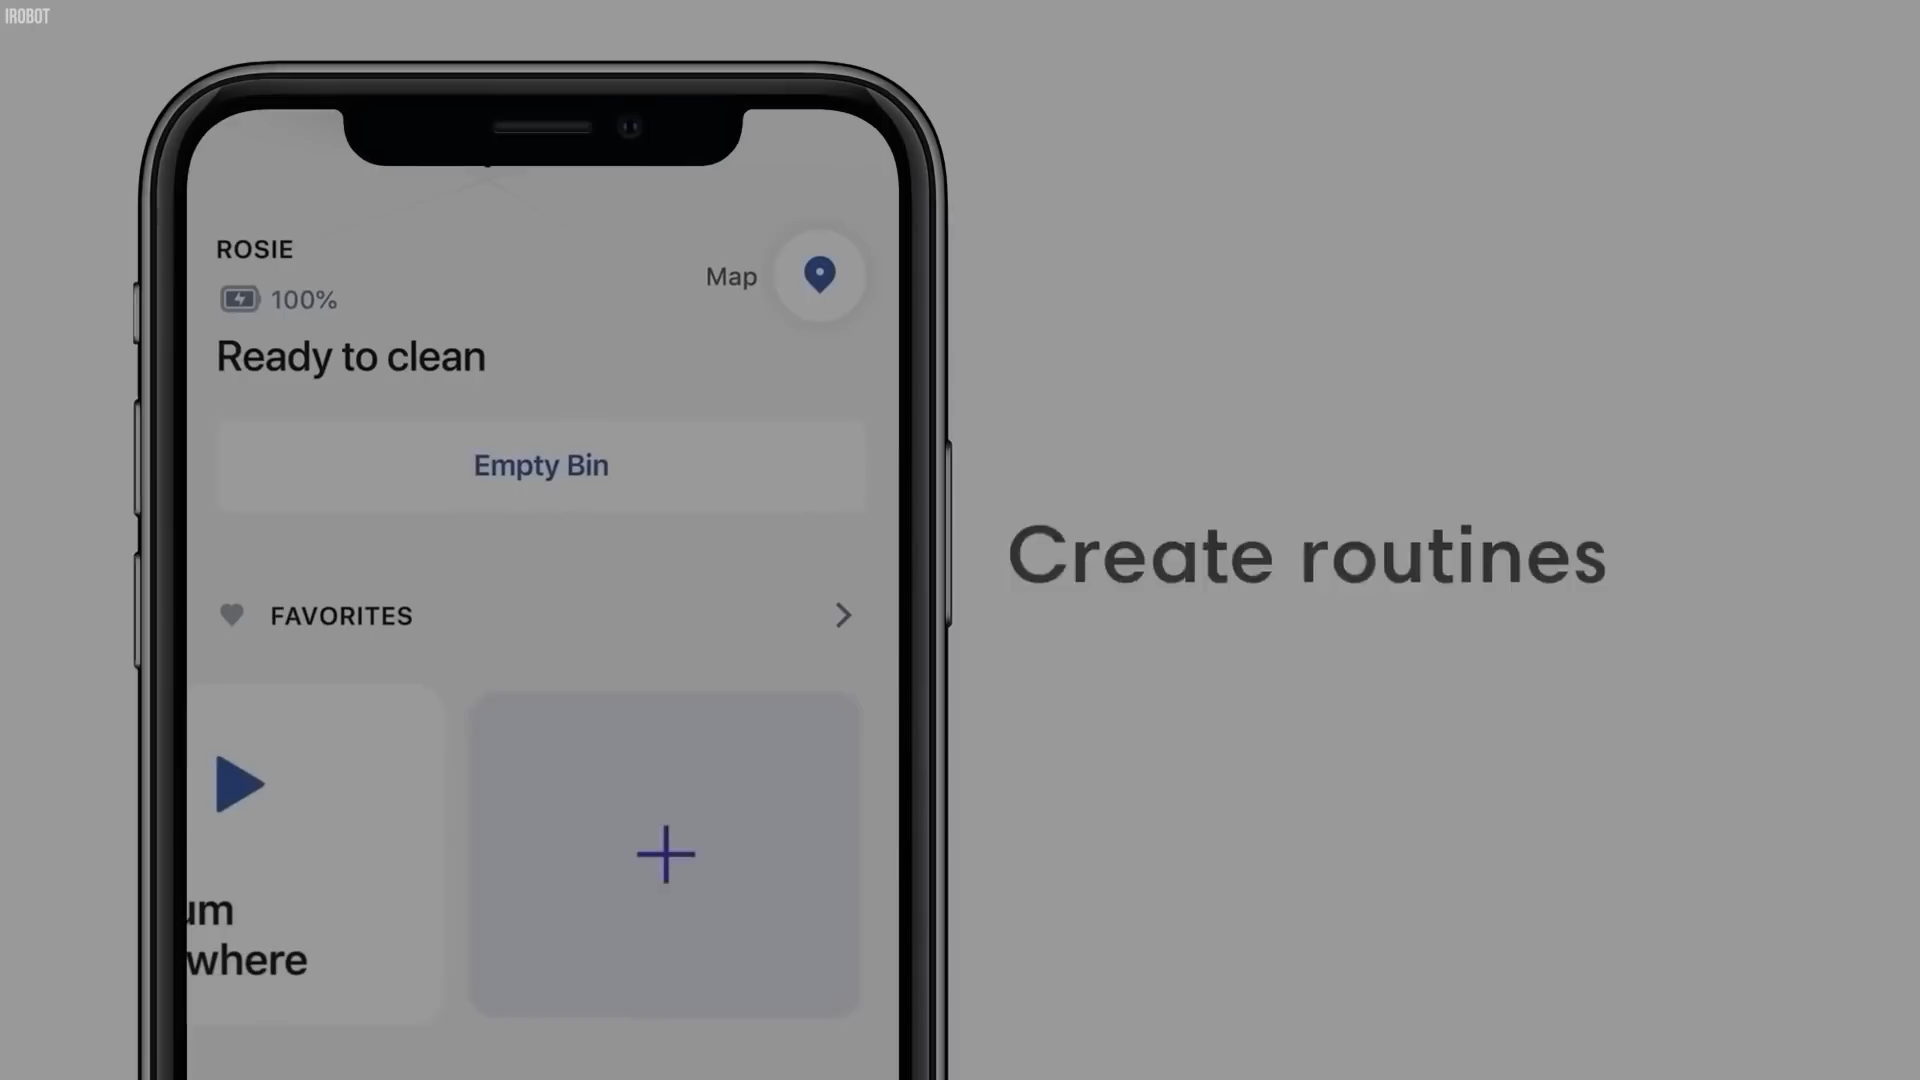 IROBOT
ROSIE
Map
100%
Ready to clean
Empty Bin
FAVORITES
um
where
Create routines